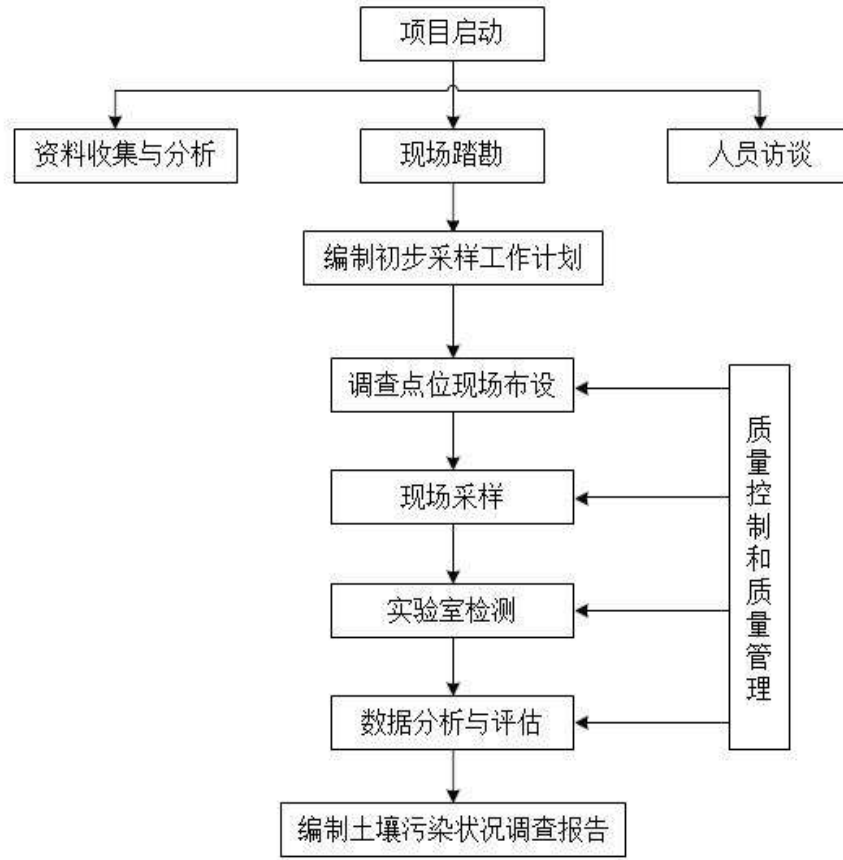 项目启动
资料收集与分析
现场踏勘
人员访谈
编制初步采样工作计划
调查点位现场布设
现场采样
实验室检测
数据分析与评估
质量控制和质量管理
编制土壤污染状况调查报告